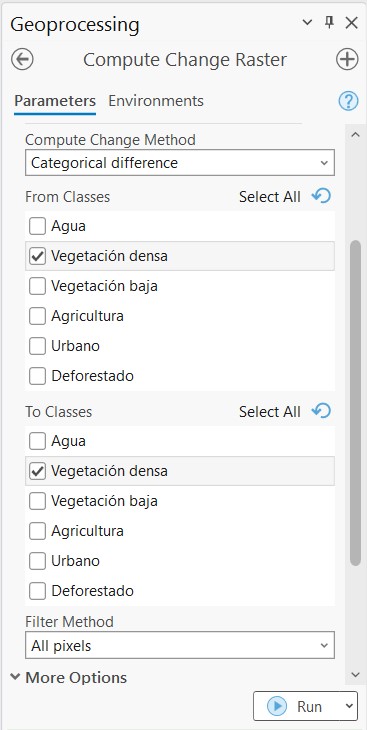 Geoprocessing
Compute Change Raster
Parameters Environments
Compute Change Method
Categorical difference
From Classes Select All
Agua
Vegetación densa
Vegetación baja
Agricultura
Urbano
Deforestado
To Classes Select All
Agua
Vegetación densa
Vegetación baja
Agricultura
Urbano
Deforestado
Filter Method
All pixels
More Options
Run